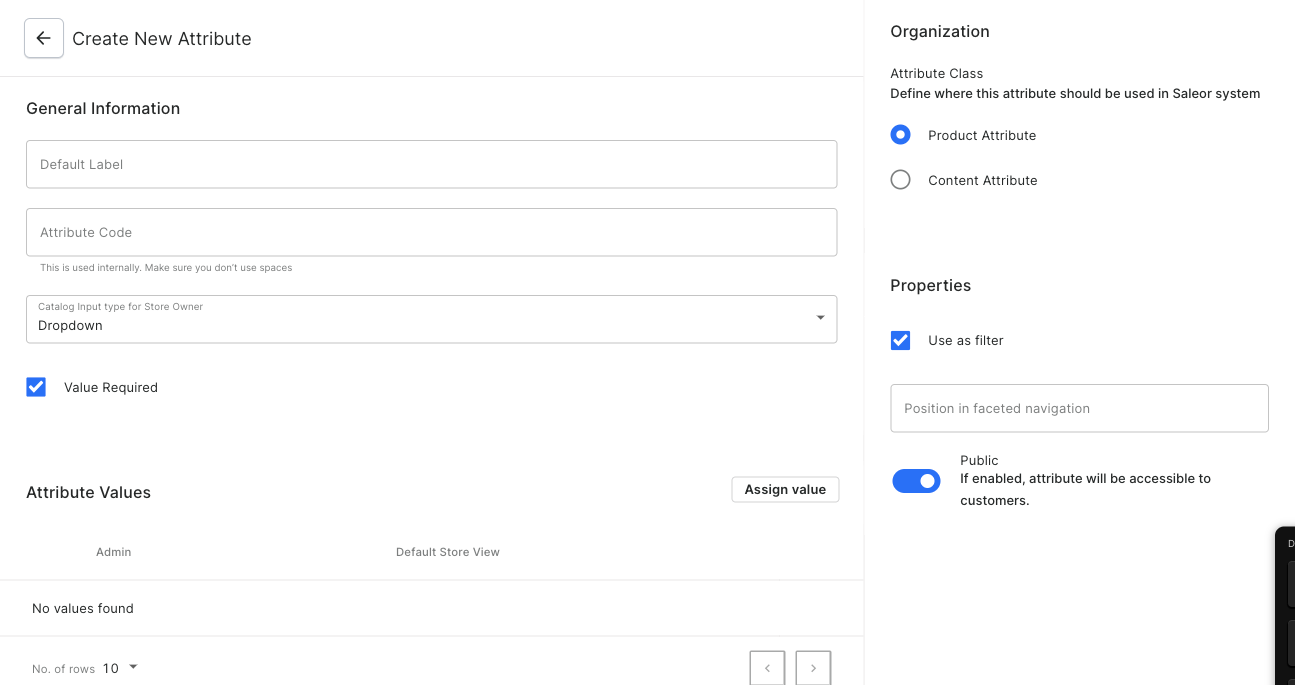 Create New Attribute
General Information
Default Label
Attribute Code
This is used internally. Make sure you don't use spaces
Catalog Input type for Store Owner
Dropdown
Value Required
Attribute Values
Assign value
Admin
Default Store View
No values found
No. of rows 10
Organization
Attribute Class
Define where this attribute should be used in Saleor system
Product Attribute
Content Attribute
Properties
Use as filter
Position in faceted navigation
Public
If enabled, attribute will be accessible to
customers.